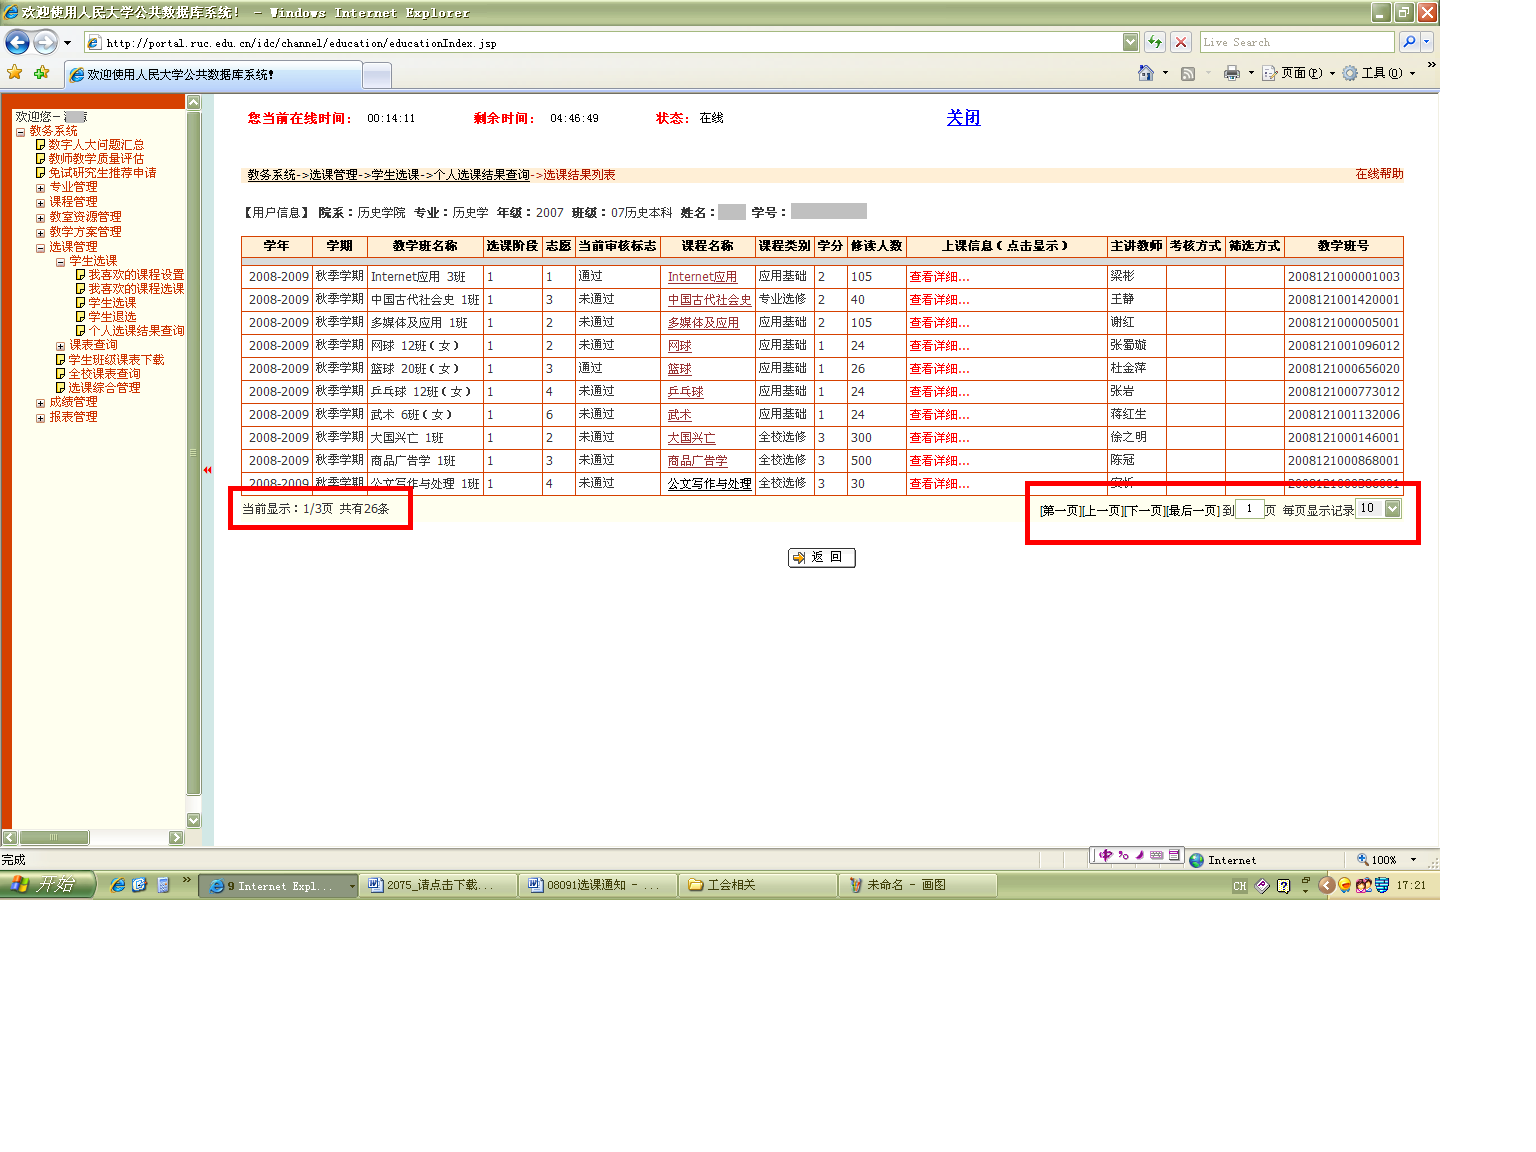 欢迎使用人民大学公共数据库系统! - Windows Internet Explorer
http://portal.ruc.edu.cn/idc/channel/education/educationIndex.jsp
Live Search
欢迎使用人民大学公共数据库系统!
页面(P)
工具(O)
欢迎您-
教务系统
数字人大问题汇总
教师教学质量评估
免试研究生推荐申请
专业管理
课程管理
教室资源管理
教学方案管理
选课管理
学生选课
我喜欢的课程设置
我喜欢的课程选课
学生选课
学生退选
个人选课结果查询
课表查询
学生班级课表下载
全校课表查询
选课综合管理
成绩管理
报表管理
您当前在线时间: 00:14:11 剩余时间: 04:46:49 状态: 在线 关闭
教务系统->选课管理->学生选课->个人选课结果查询->选课结果列表 在线帮助
【用户信息】 院系:历史学院 专业:历史学 年级:2007 班级:07历史本科 姓名: 学号:
学年 学期 教学班名称 选课阶段 志愿 当前审核标志 课程名称 课程类别 学分 修读人数 上课信息(点击显示) 主讲教师 考核方式 筛选方式 教学班号
2008-2009 秋季学期 Internet应用 3班 1 1 通过 Internet应用 应用基础 2 105 查看详细... 梁彬 2008121000001003
2008-2009 秋季学期 中国古代社会史 1班 1 3 未通过 中国古代社会史 专业选修 2 40 查看详细... 王静 2008121001420001
2008-2009 秋季学期 多媒体及应用 1班 1 2 未通过 多媒体及应用 应用基础 2 105 查看详细... 谢红 2008121000005001
2008-2009 秋季学期 网球 12班(女) 1 2 未通过 网球 应用基础 1 24 查看详细... 张蜀璇 2008121001096012
2008-2009 秋季学期 篮球 20班(女) 1 3 通过 篮球 应用基础 1 26 查看详细... 杜金萍 2008121000656020
2008-2009 秋季学期 乒乓球 12班(女) 1 4 未通过 乒乓球 应用基础 1 24 查看详细... 张岩 2008121000773012
2008-2009 秋季学期 武术 6班(女) 1 6 未通过 武术 应用基础 1 24 查看详细... 蒋红生 2008121001132006
2008-2009 秋季学期 大国兴亡 1班 1 2 未通过 大国兴亡 全校选修 3 300 查看详细... 徐之明 2008121000146001
2008-2009 秋季学期 商品广告学 1班 1 3 未通过 商品广告学 全校选修 3 500 查看详细... 陈冠 2008121000868001
2008-2009 秋季学期 公文写作与处理 1班 1 4 未通过 公文写作与处理 全校选修 3 30 查看详细... 2008121000386001
当前显示:1/3页 共有26条 [第一页][上一页][下一页][最后一页] 到 1 页 每页显示记录 10
返 回
完成
中
Internet
100%
开始
9 Internet Expl...
2075_请点击下载...
08091选课通知 - ...
工会相关
未命名 - 画图
CH
17:21